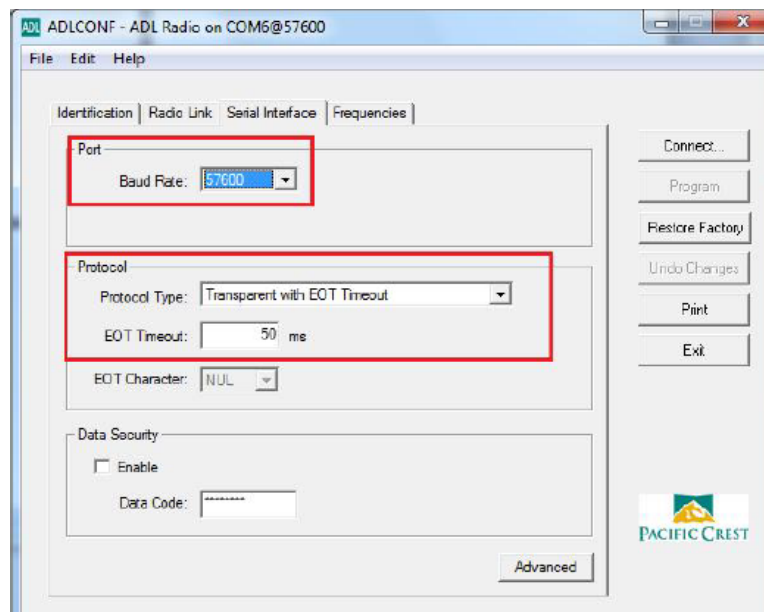 ADL ADLCONF - ADL Radio on COM6@57600
File Edit Help
Identification Radio Link Serial Interface Frequencies
Port
Baud Rate: 57600
Protocol
Protocol Type: Transparent with EOT Timeout
EOT Timeout: 50 ms
EOT Character: NUL
Data Security
Enable
Data Code: ********
Advanced
Connect...
Program
Restore Factory
Undo Changes
Print
Exit
PACIFIC CREST